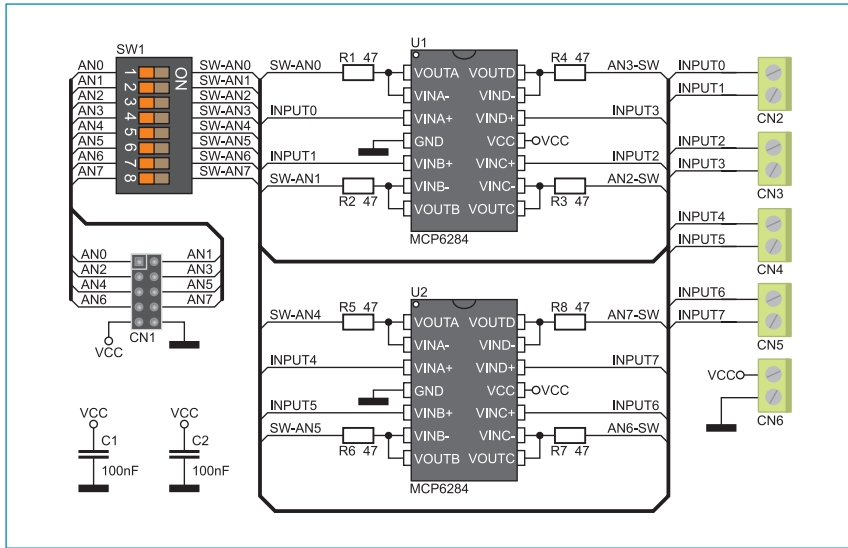 SW1
AN0
AN1
AN2
AN3
AN4
AN5
AN6
AN7
1
2
3
4
5
6
7
8
ON
SW-AN0
SW-AN1
SW-AN2
SW-AN3
SW-AN4
SW-AN5
SW-AN6
SW-AN7
AN0
AN2
AN4
AN6
AN1
AN3
AN5
AN7
VCC
CN1
VCC
C1
100nF
VCC
C2
100nF
U1
SW-AN0
R1 47
INPUT0
INPUT1
SW-AN1
R2 47
VOUTA
VINA-
VINA+
GND
VINB+
VINB-
VOUTB
VOUTD
VIND-
VIND+
VCC
VINC+
VINC-
VOUTC
MCP6284
R4 47
AN3-SW
INPUT3
VCC
INPUT2
AN2-SW
R3 47
U2
R5 47
SW-AN4
INPUT4
INPUT5
SW-AN5
R6 47
VOUTA
VINA-
VINA+
GND
VINB+
VINB-
VOUTB
VOUTD
VIND-
VIND+
VCC
VINC+
VINC-
VOUTC
MCP6284
R8 47
AN7-SW
INPUT7
VCC
INPUT6
AN6-SW
R7 47
INPUT0
INPUT1
CN2
INPUT2
INPUT3
CN3
INPUT4
INPUT5
CN4
INPUT6
INPUT7
CN5
VCC
CN6